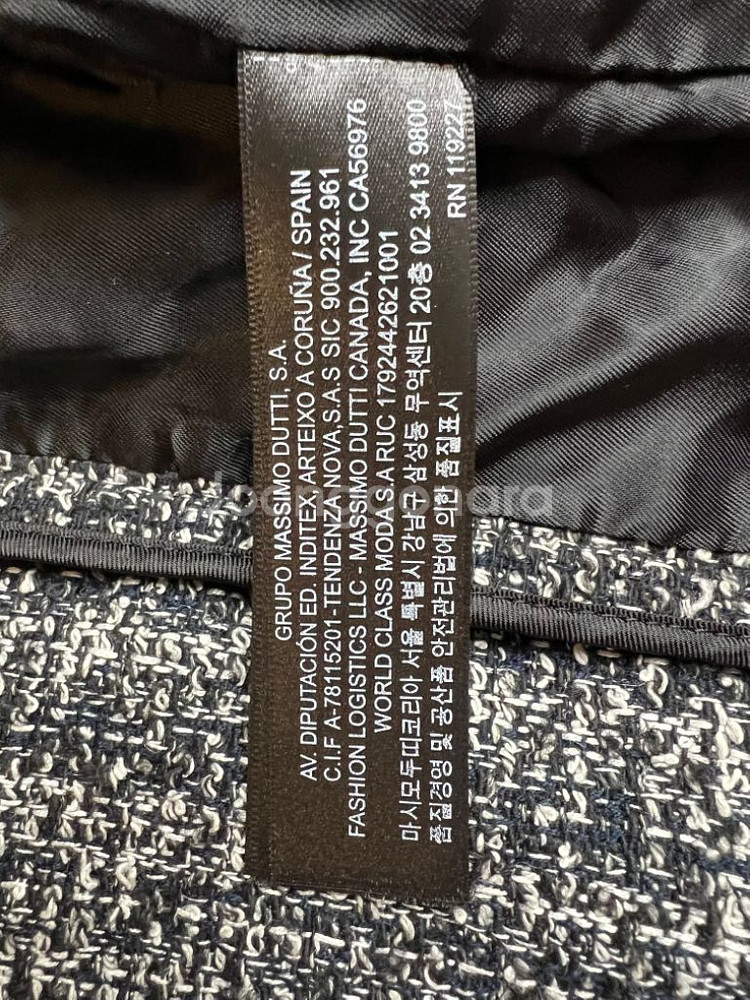 GRUPO MASSIMO DUTTI, S.A.
AV. DIPUTACIÓN ED. INDITEX, ARTEIXO A CORUÑA / SPAIN
C.I.F A-78115201-TENDENZA NOVA,S.A.S SIC 900.232.961
FASHION LOGISTICS LLC - MASSIMO DUTTI CANADA, INC CA56976
WORLD CLASS MODA S.A RUC 1792442621001
마시모두띠코리아 서울 특별시 강남구 삼성동 무역센터 20층 02 3413 9800
품질경영 및 공산품 안전관리법에 의한 품질표시
RN 119227
joonggonara